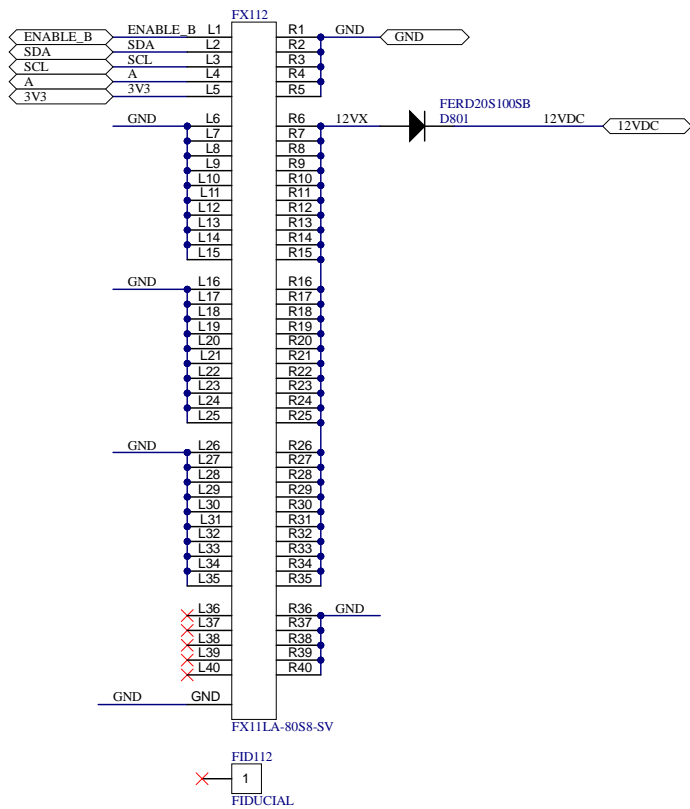 FX112
ENABLE_B ENABLE_B L1 R1 GND GND
SDA SDA L2 R2
SCL SCL L3 R3
A A L4 R4
3V3 3V3 L5 R5
FERD20S100SB
D801
GND L6 R6 12VX 12VDC 12VDC
L7 R7
L8 R8
L9 R9
L10 R10
L11 R11
L12 R12
L13 R13
L14 R14
L15 R15
GND L16 R16
L17 R17
L18 R18
L19 R19
L20 R20
L21 R21
L22 R22
L23 R23
L24 R24
L25 R25
GND L26 R26
L27 R27
L28 R28
L29 R29
L30 R30
L31 R31
L32 R32
L33 R33
L34 R34
L35 R35
L36 R36 GND
L37 R37
L38 R38
L39 R39
L40 R40
GND GND
FX11LA-80S8-SV
FID112
1
FIDUCIAL